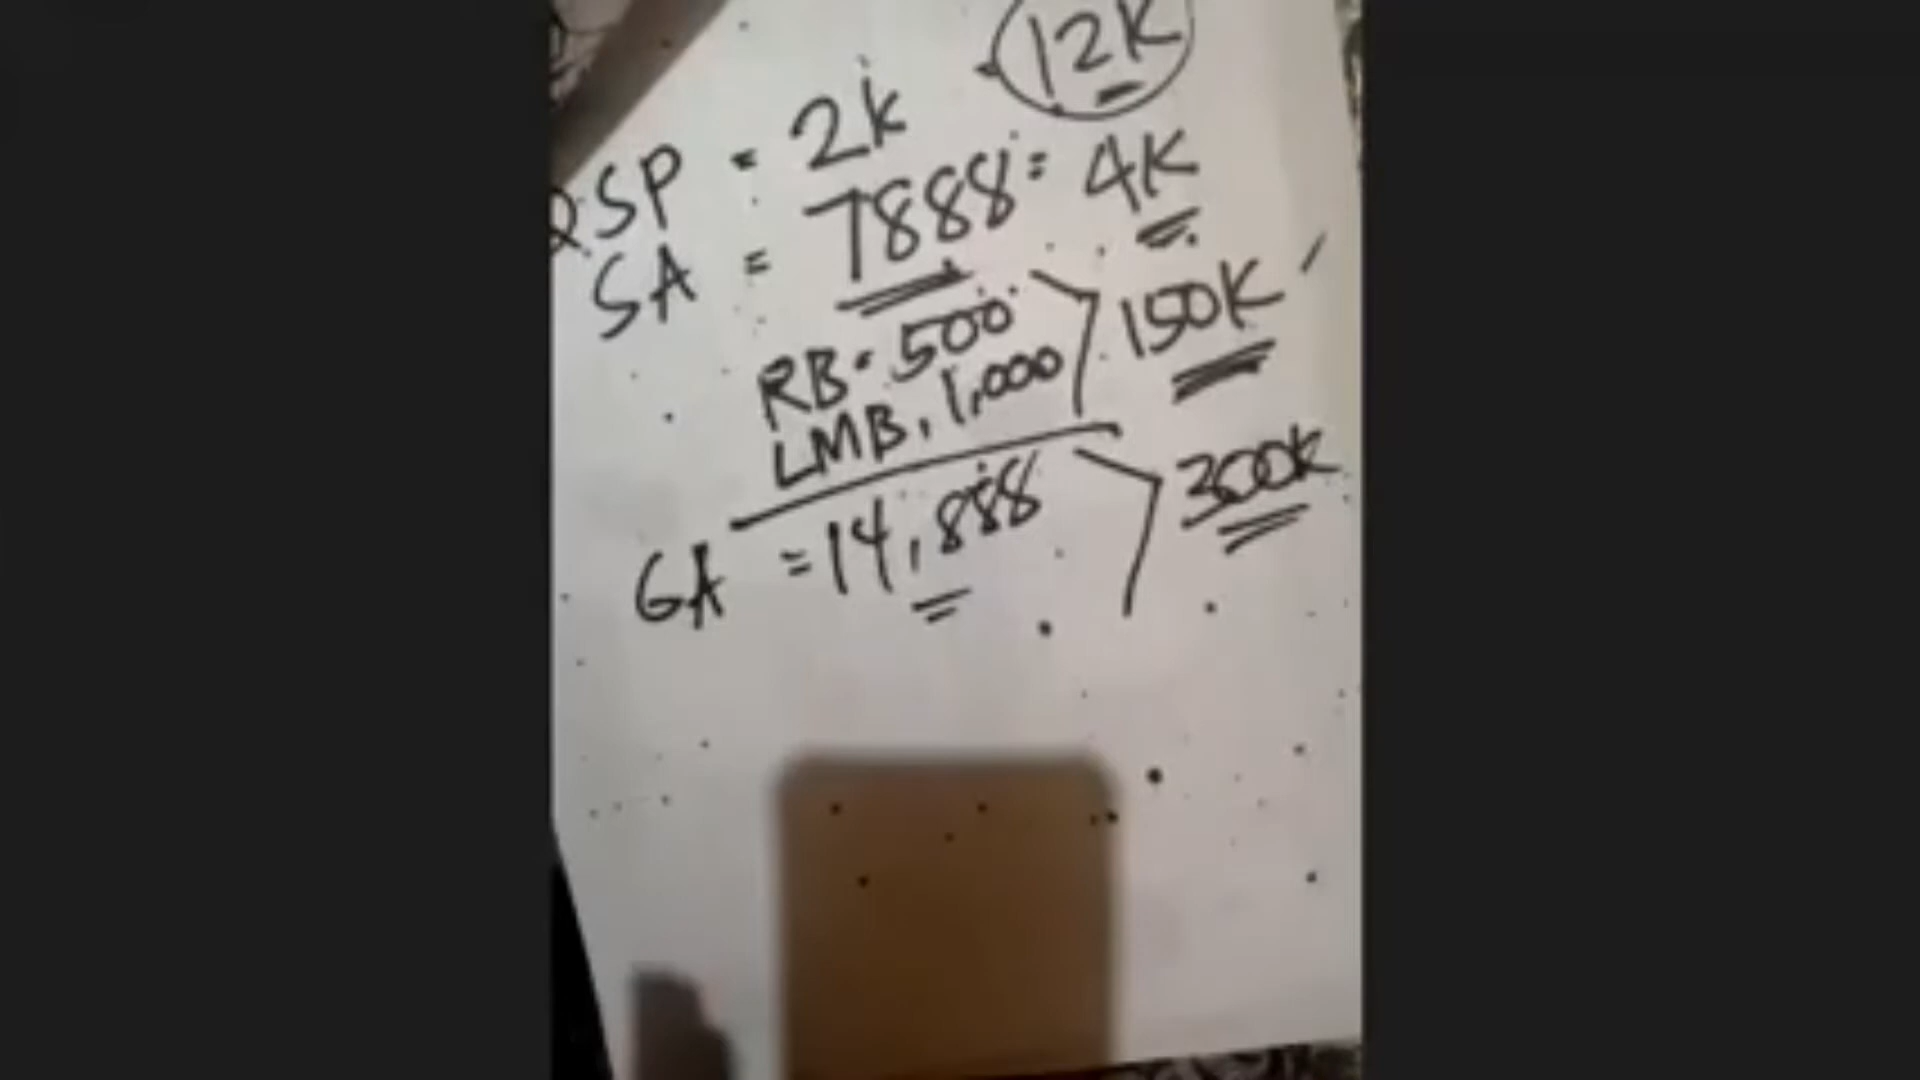 12K
QSP = 2k
SA = 7888 = 4K
RB = 500
LMB, 1,000
150K
GA = 14,888
300K